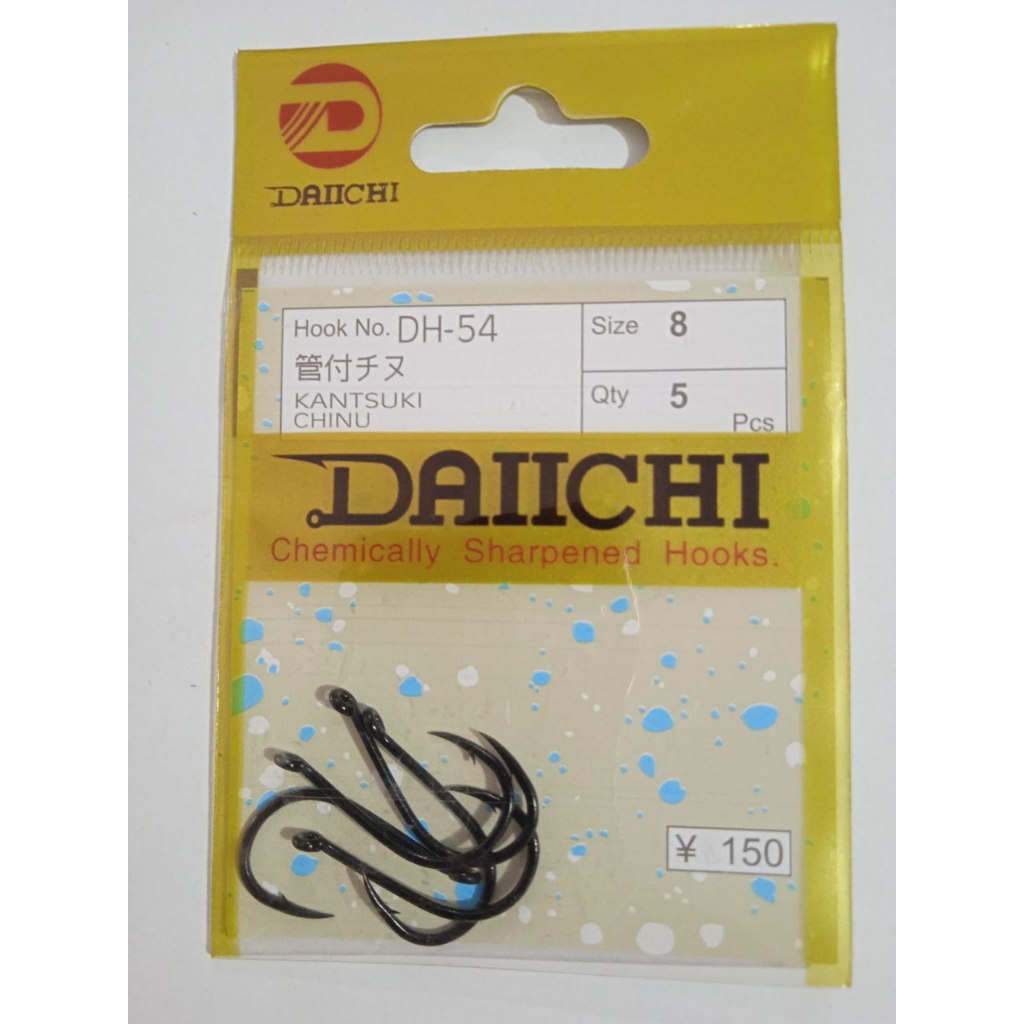 DAIICHI
Hook No. DH-54
管付チヌ
KANTSUKI
CHINU
Size 8
Qty 5
Pcs
DAIICHI
Chemically Sharpened Hooks.
¥ 150